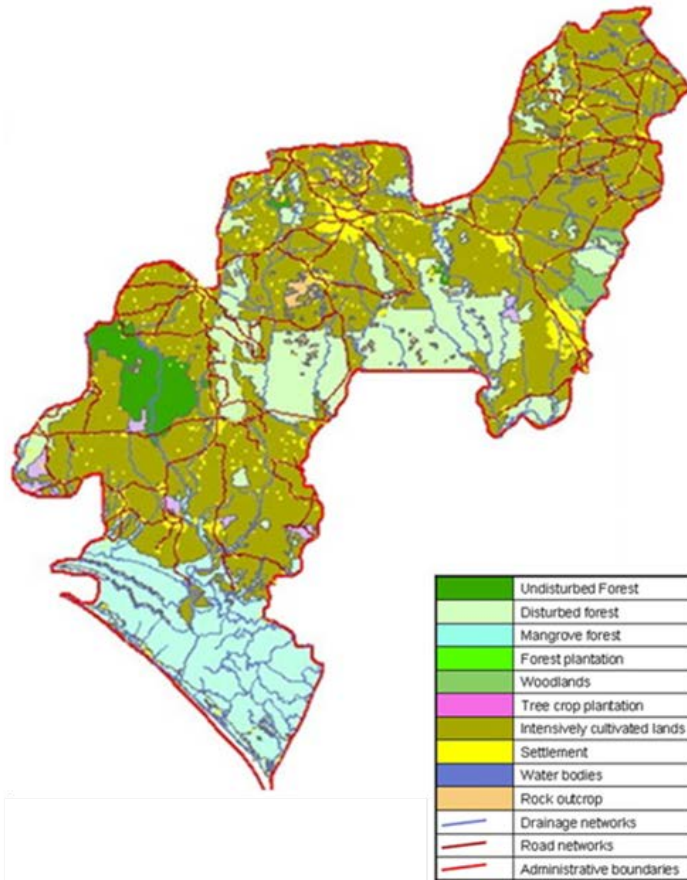 Undisturbed Forest
Disturbed forest
Mangrove forest
Forest plantation
Woodlands
Tree crop plantation
Intensively cultivated lands
Settlement
Water bodies
Rock outcrop
Drainage networks
Road networks
Administrative boundaries